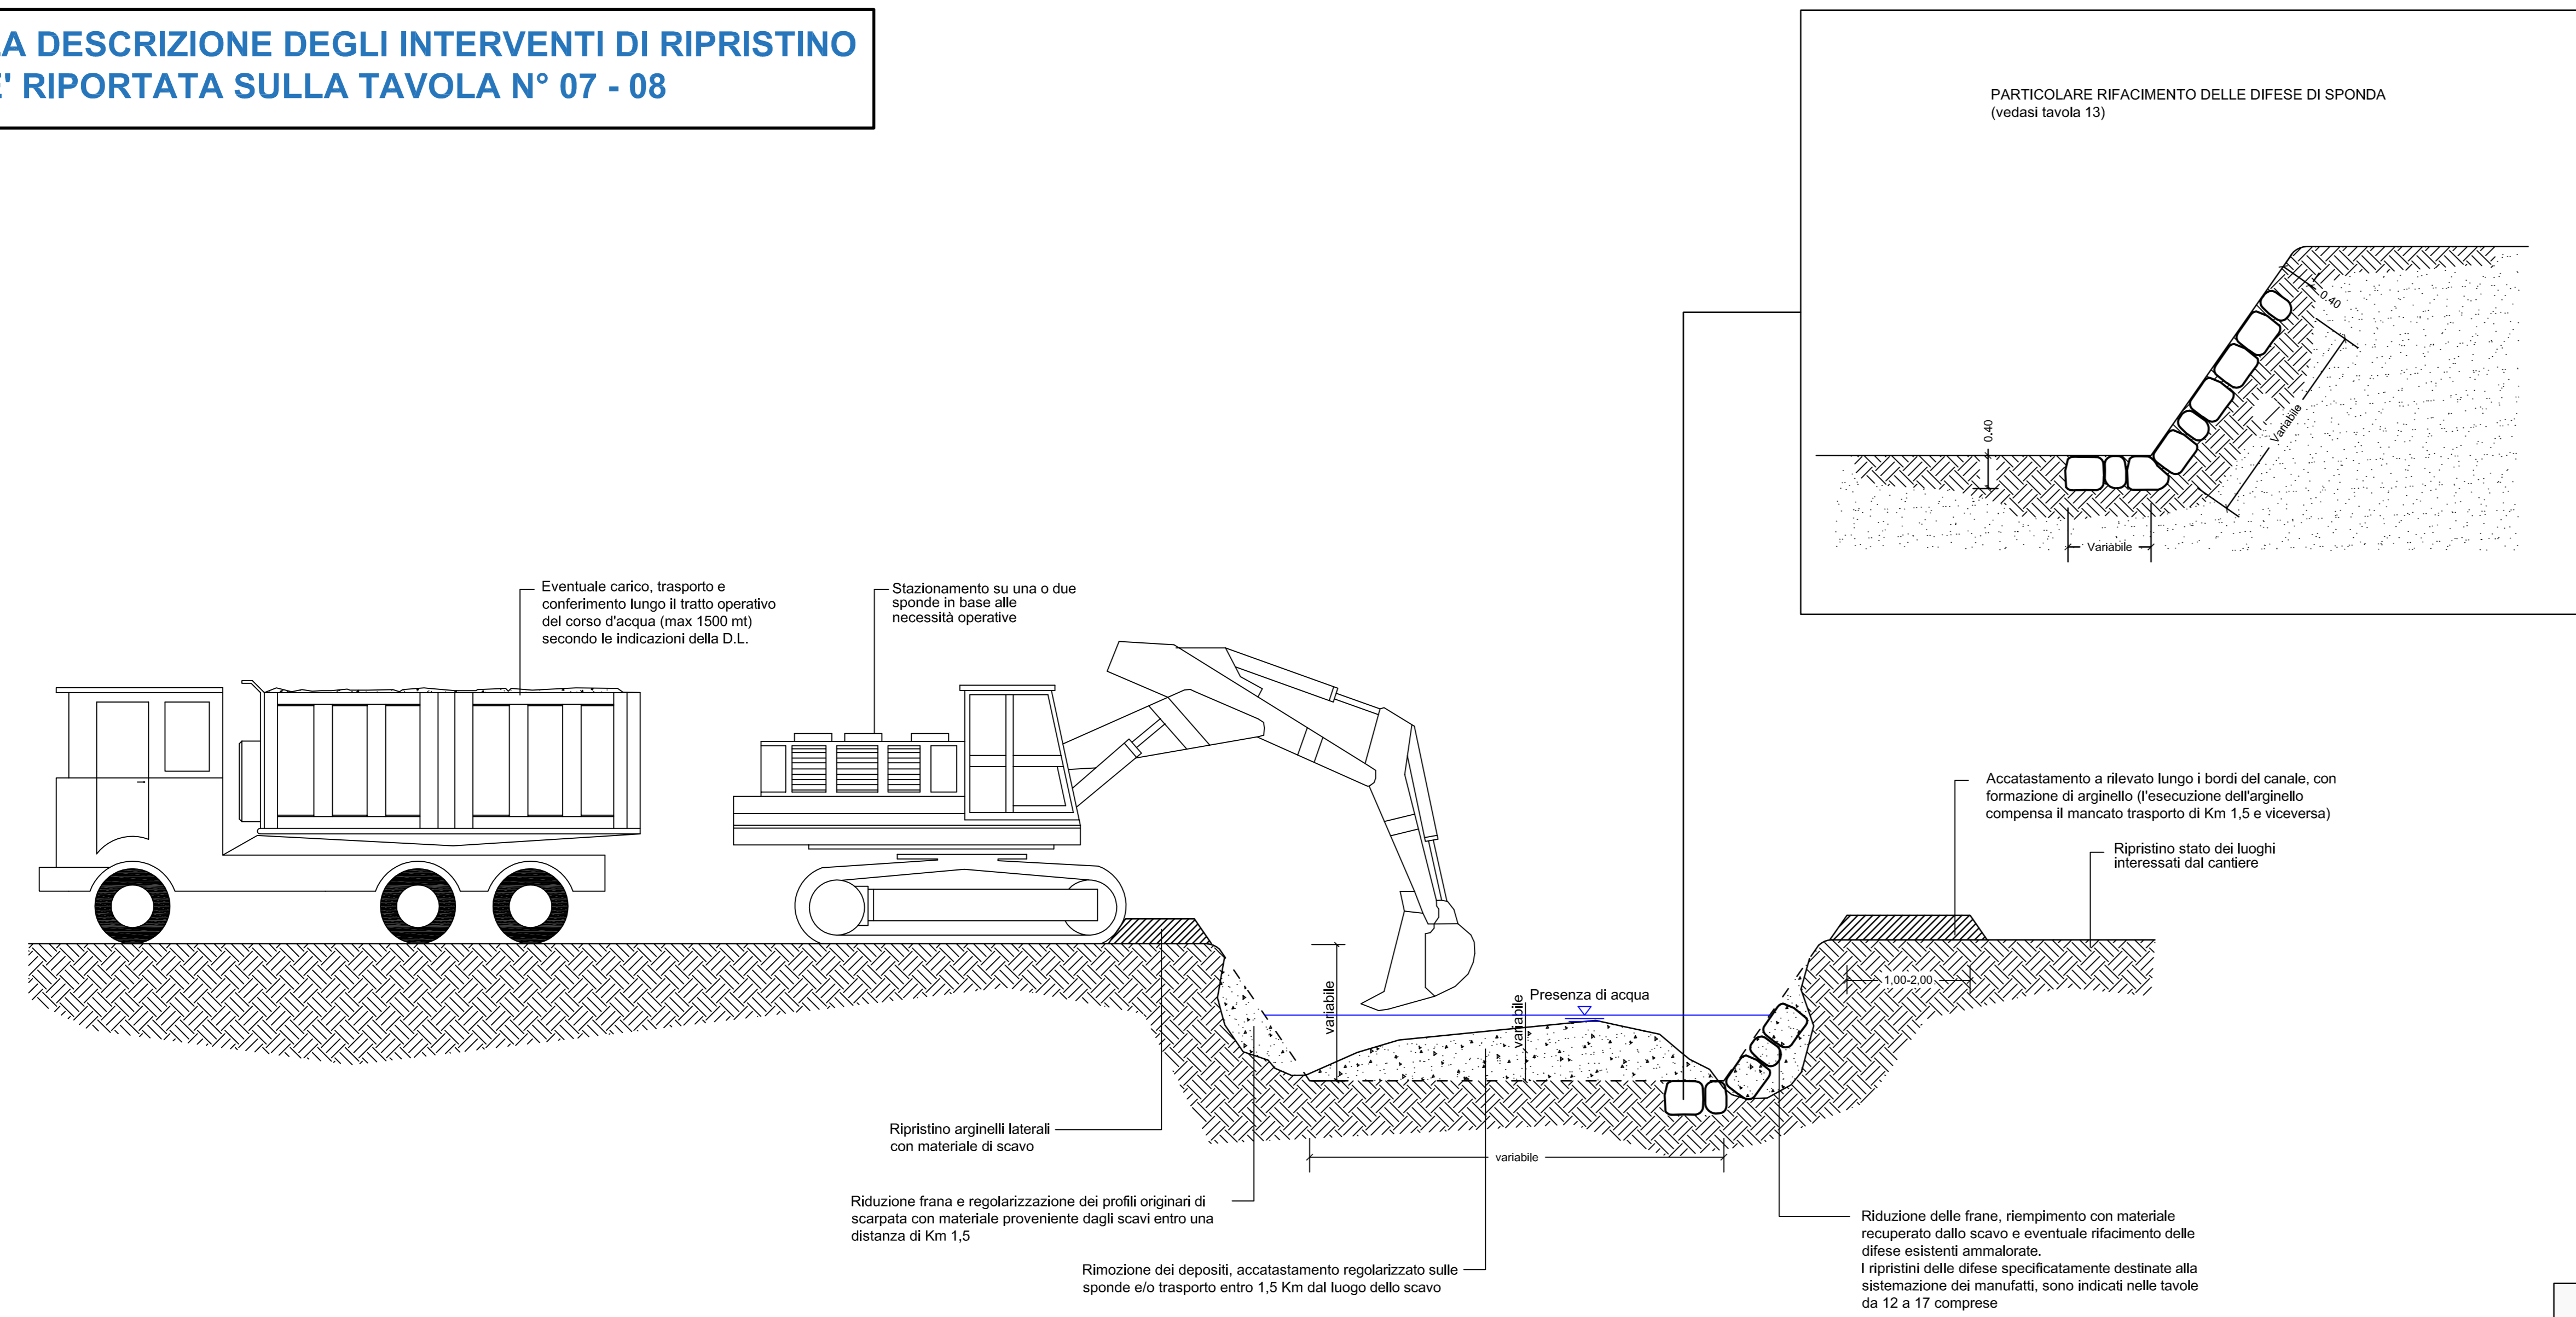 A DESCRIZIONE DEGLI INTERVENTI DI RIPRISTINO
E' RIPORTATA SULLA TAVOLA N° 07 - 08
PARTICOLARE RIFACIMENTO DELLE DIFESE DI SPONDA
(vedasi tavola 13)
0.40
Variabile
0.40
Variabile
Eventuale carico, trasporto e
conferimento lungo il tratto operativo
del corso d'acqua (max 1500 mt)
secondo le indicazioni della D.L.
Stazionamento su una o due
sponde in base alle
necessità operative
Accatastamento a rilevato lungo i bordi del canale, con
formazione di arginello (l'esecuzione dell'arginello
compensa il mancato trasporto di Km 1,5 e viceversa)
Ripristino stato dei luoghi
interessati dal cantiere
1,00-2,00
Presenza di acqua
variabile
variabile
variabile
Ripristino arginelli laterali
con materiale di scavo
Riduzione frana e regolarizzazione dei profili originari di
scarpata con materiale proveniente dagli scavi entro una
distanza di Km 1,5
Rimozione dei depositi, accatastamento regolarizzato sulle
sponde e/o trasporto entro 1,5 Km dal luogo dello scavo
Riduzione delle frane, riempimento con materiale
recuperato dallo scavo e eventuale rifacimento delle
difese esistenti ammalorate.
I ripristini delle difese specificatamente destinate alla
sistemazione dei manufatti, sono indicati nelle tavole
da 12 a 17 comprese